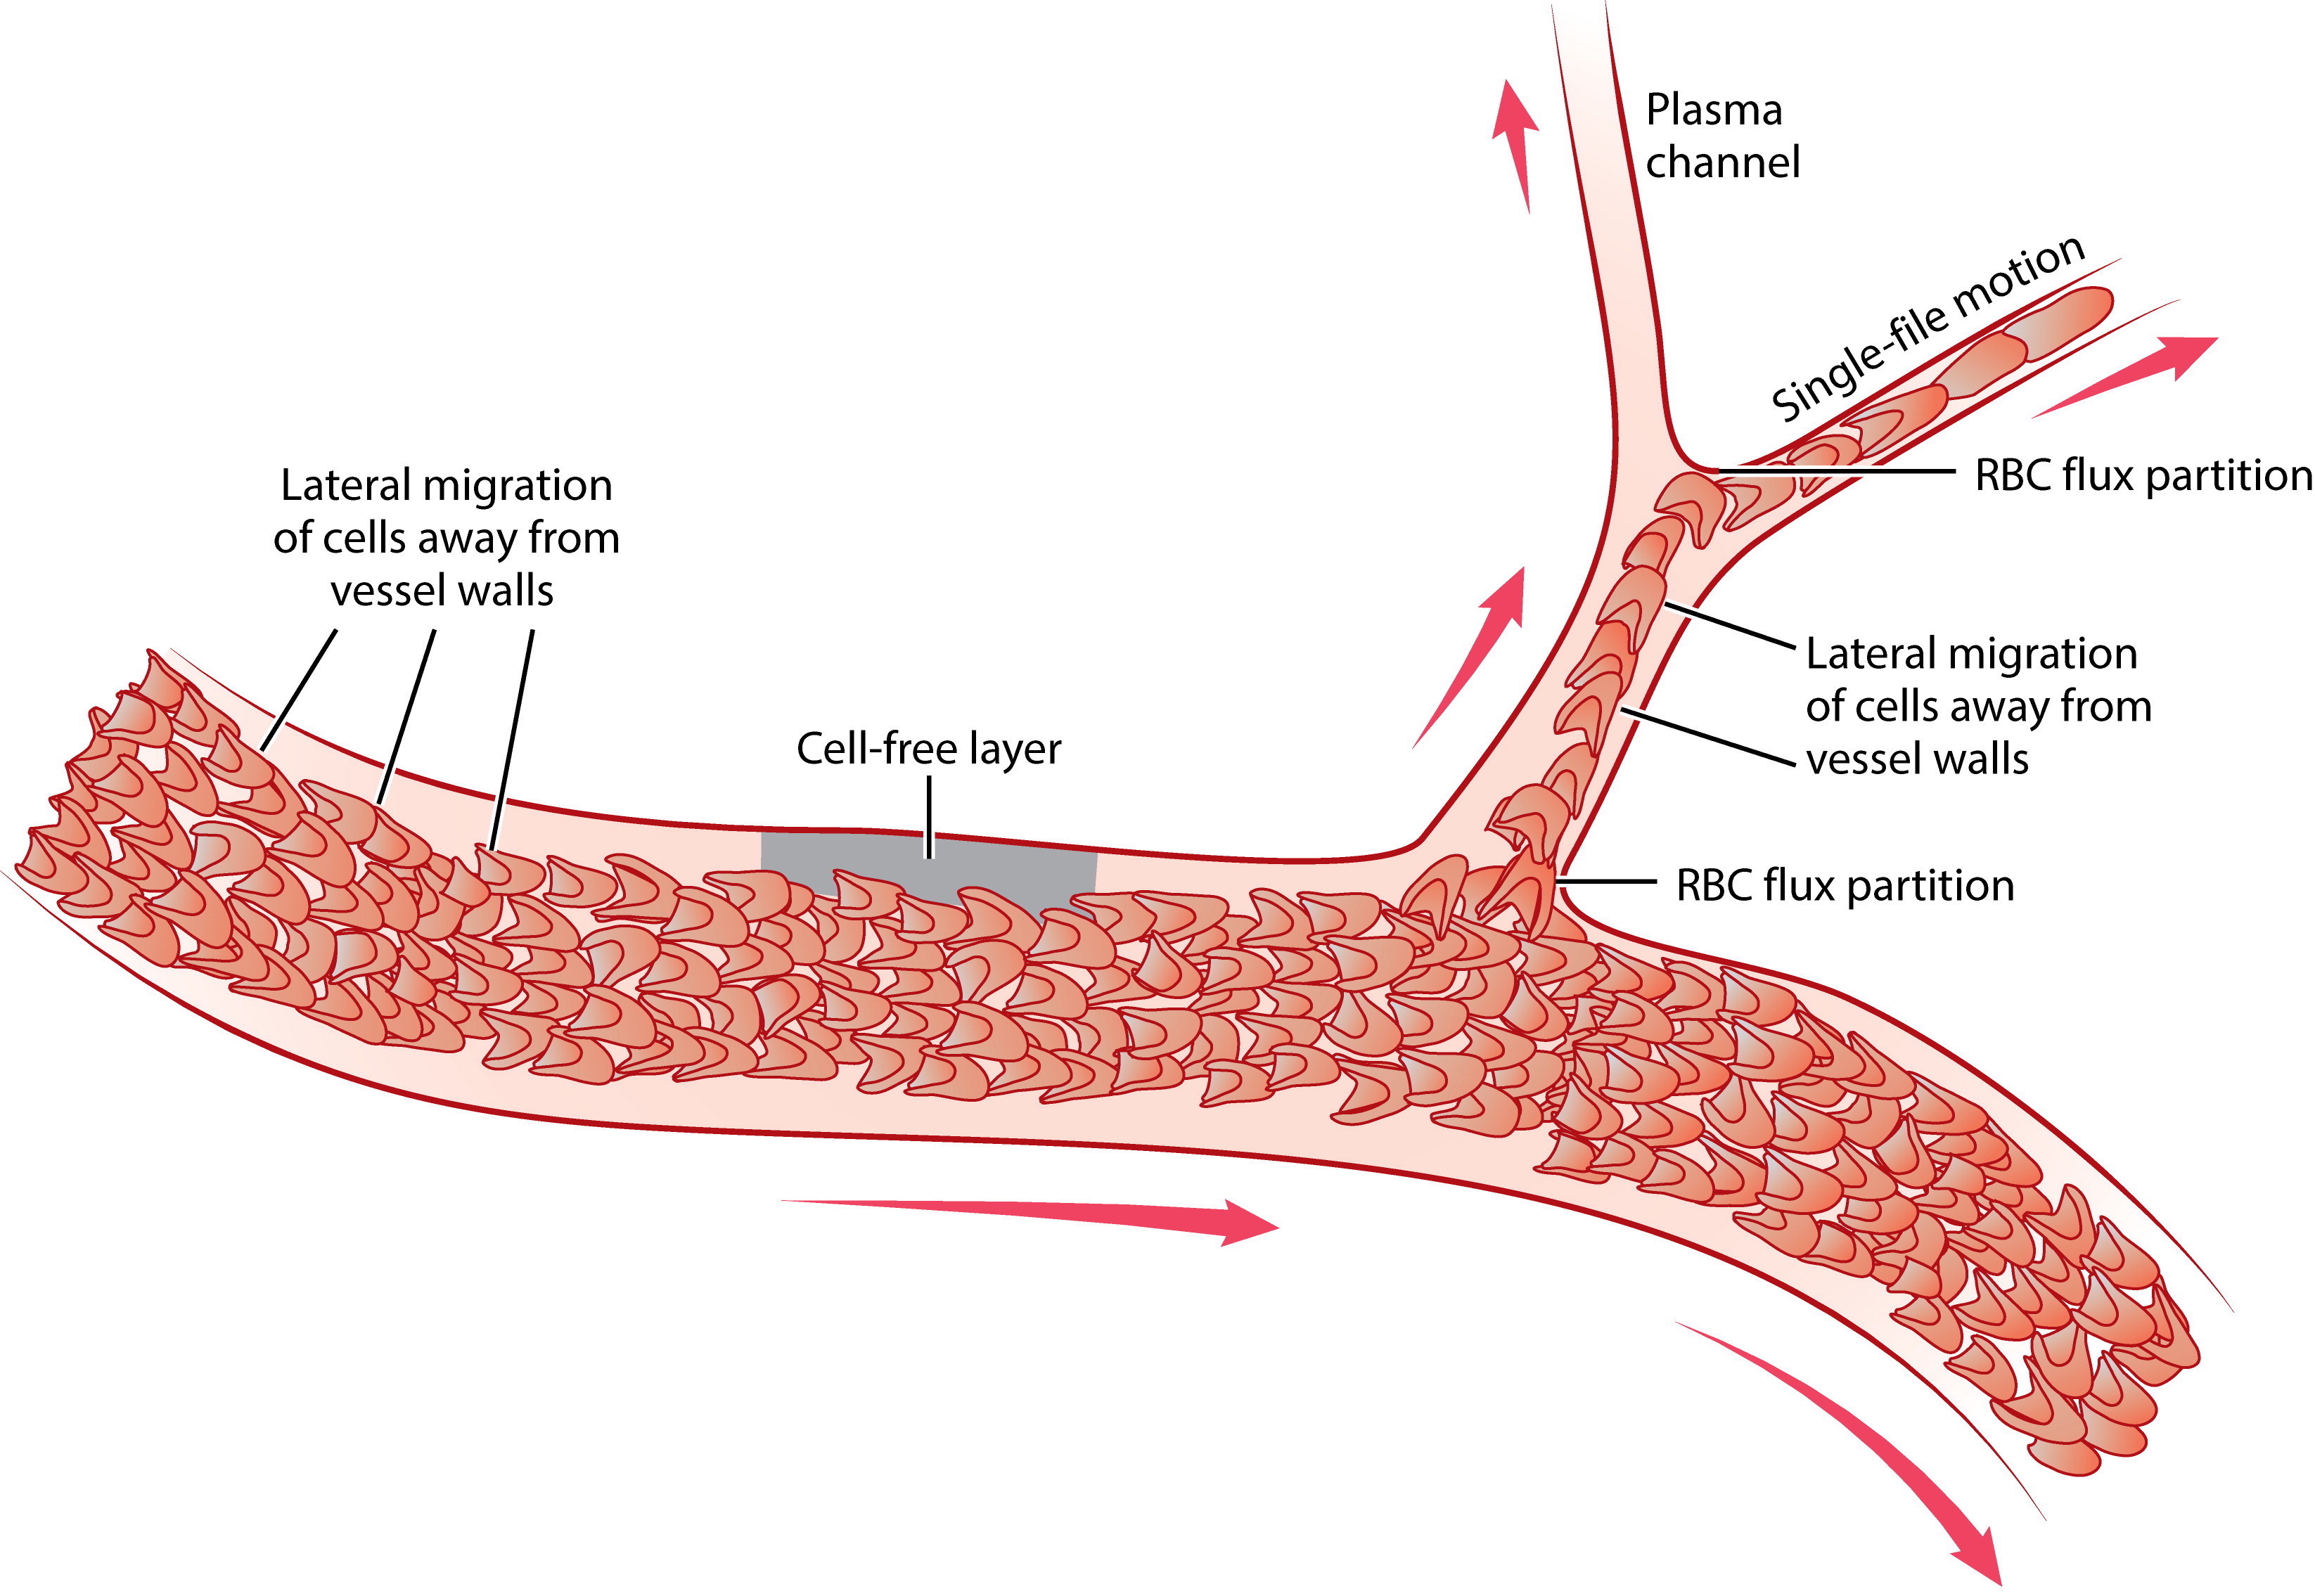 Plasma
channel
Single-file motion
RBC flux partition
Lateral migration
of cells away from
vessel walls
Lateral migration
of cells away from
vessel walls
Cell-free layer
RBC flux partition